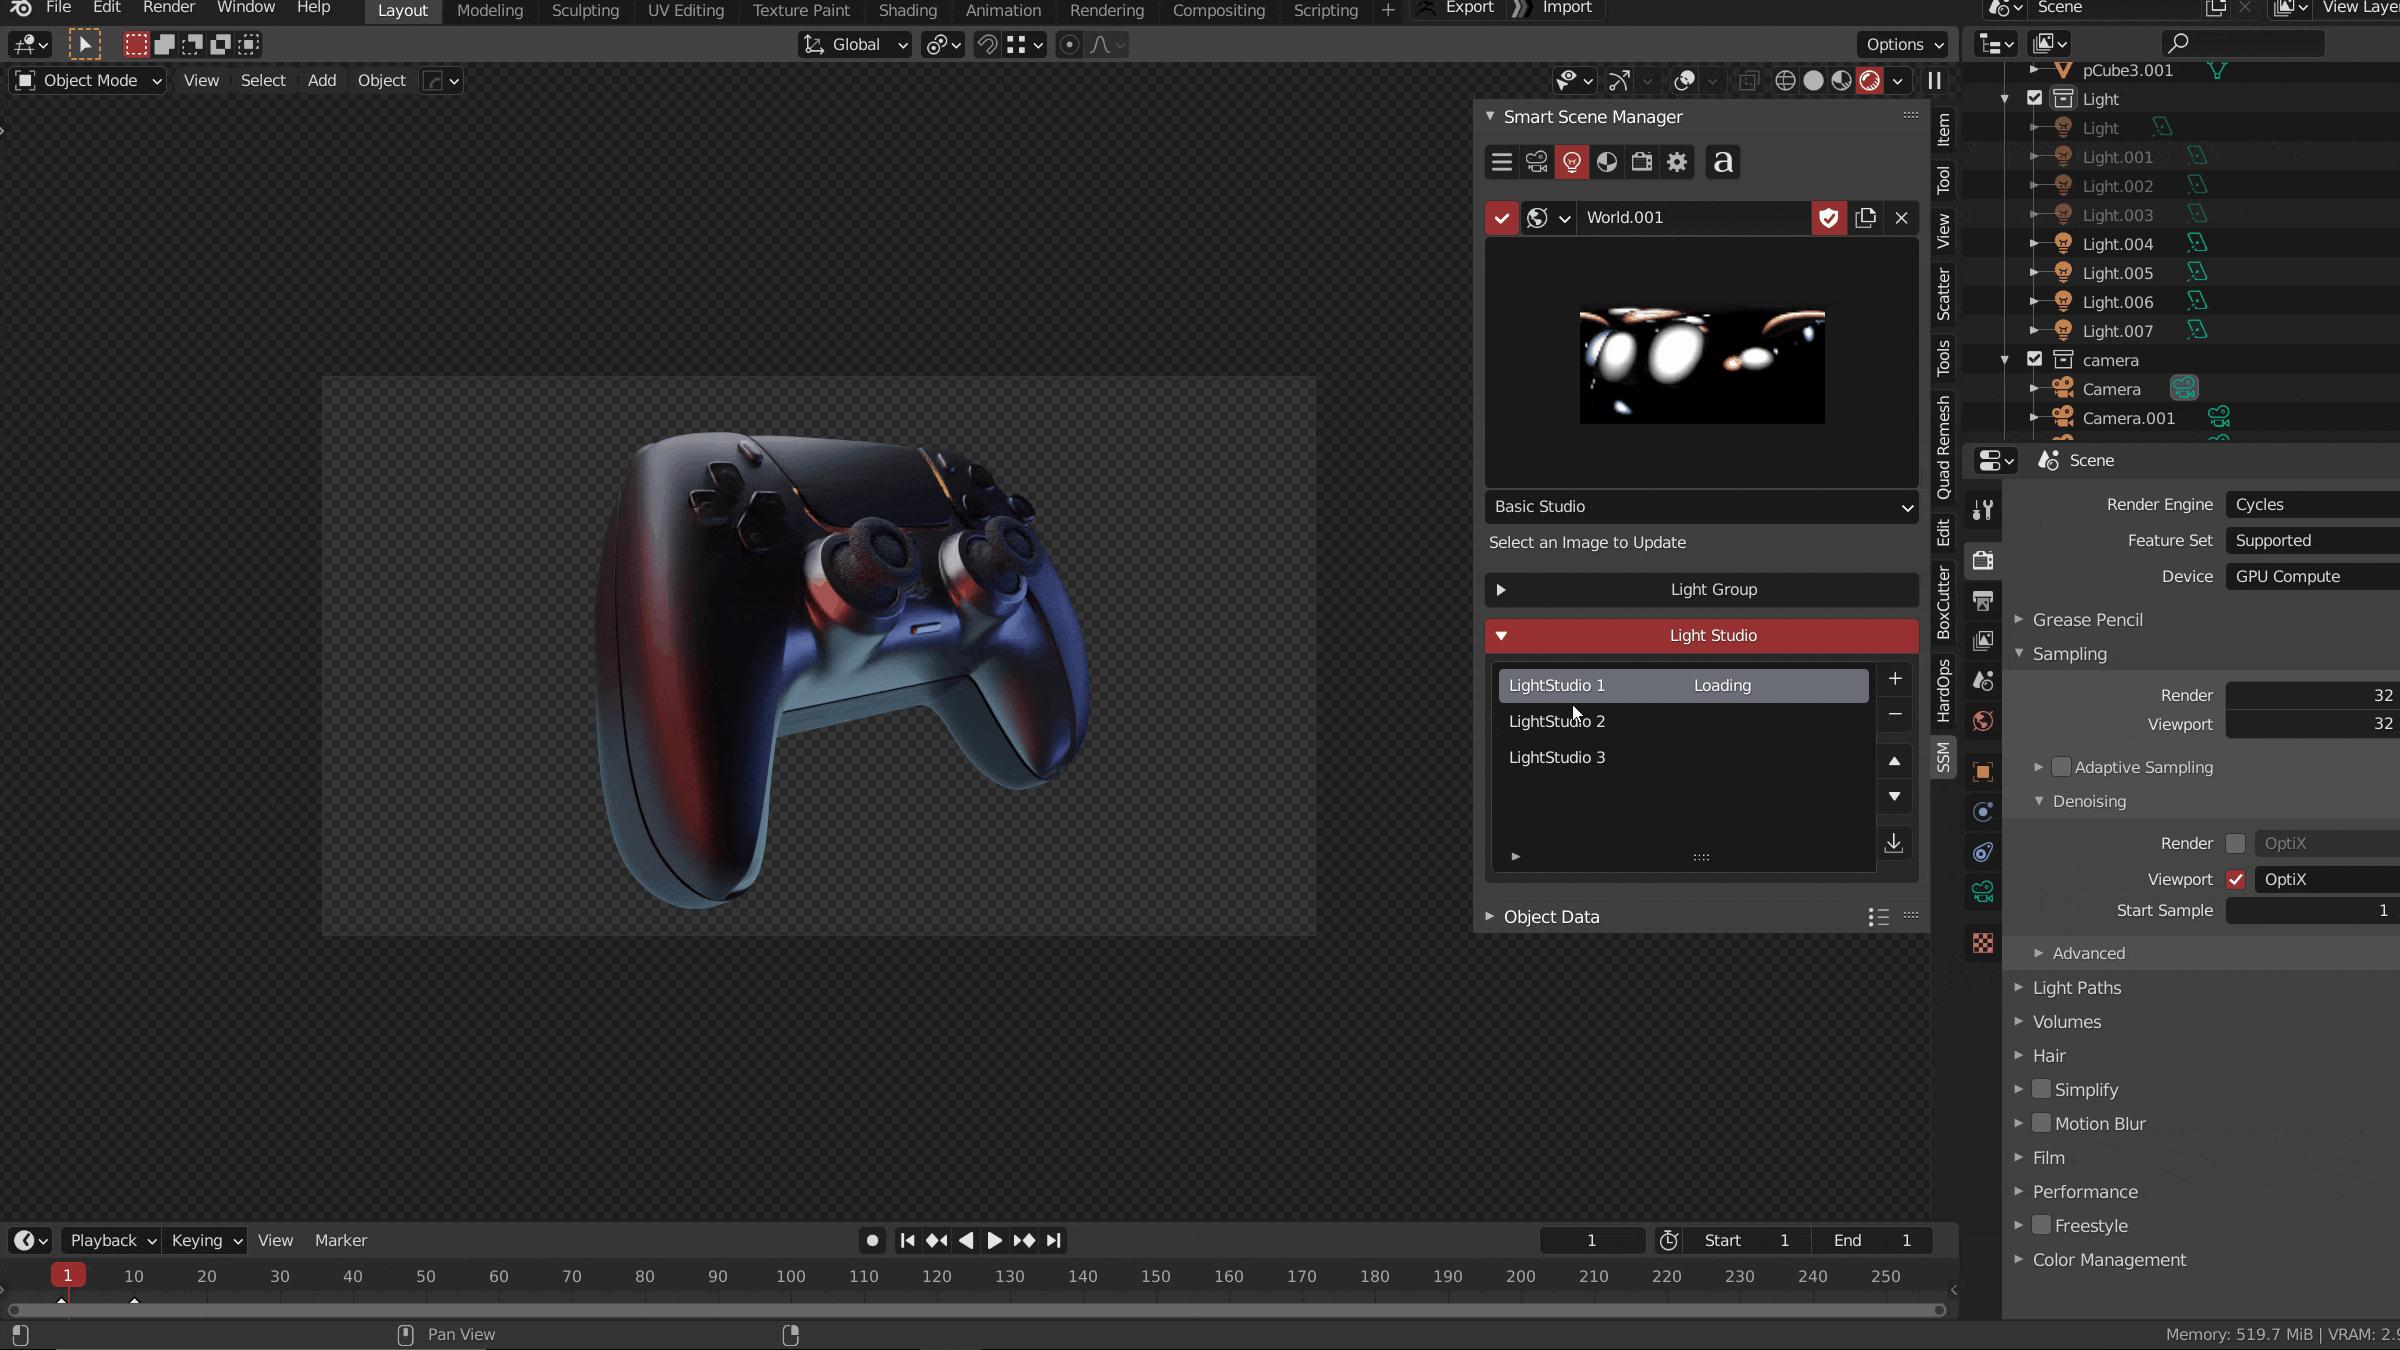 File Edit Render Window Help Layout Modeling Sculpting UV Editing Texture Paint Shading Animation Rendering Compositing Scripting + Export Import Scene View Laye
Global Options
Object Mode View Select Add Object
Smart Scene Manager
a
World.001
Basic Studio
Select an Image to Update
Light Group
Light Studio
LightStudio 1 Loading
LightStudio 2
LightStudio 3
Object Data
Item
Tool
View
Scatter
Tools
Quad Remesh
Edit
BoxCutter
HardOps
SSM
pCube3.001
Light
Light
Light.001
Light.002
Light.003
Light.004
Light.005
Light.006
Light.007
camera
Camera
Camera.001
Scene
Render Engine Cycles
Feature Set Supported
Device GPU Compute
Grease Pencil
Sampling
Render 32
Viewport 32
Adaptive Sampling
Denoising
Render OptiX
Viewport OptiX
Start Sample 1
Advanced
Light Paths
Volumes
Hair
Simplify
Motion Blur
Film
Performance
Freestyle
Color Management
Playback Keying View Marker 1 Start 1 End 1
1 10 20 30 40 50 60 70 80 90 100 110 120 130 140 150 160 170 180 190 200 210 220 230 240 250
Pan View Memory: 519.7 MiB | VRAM: 2.9